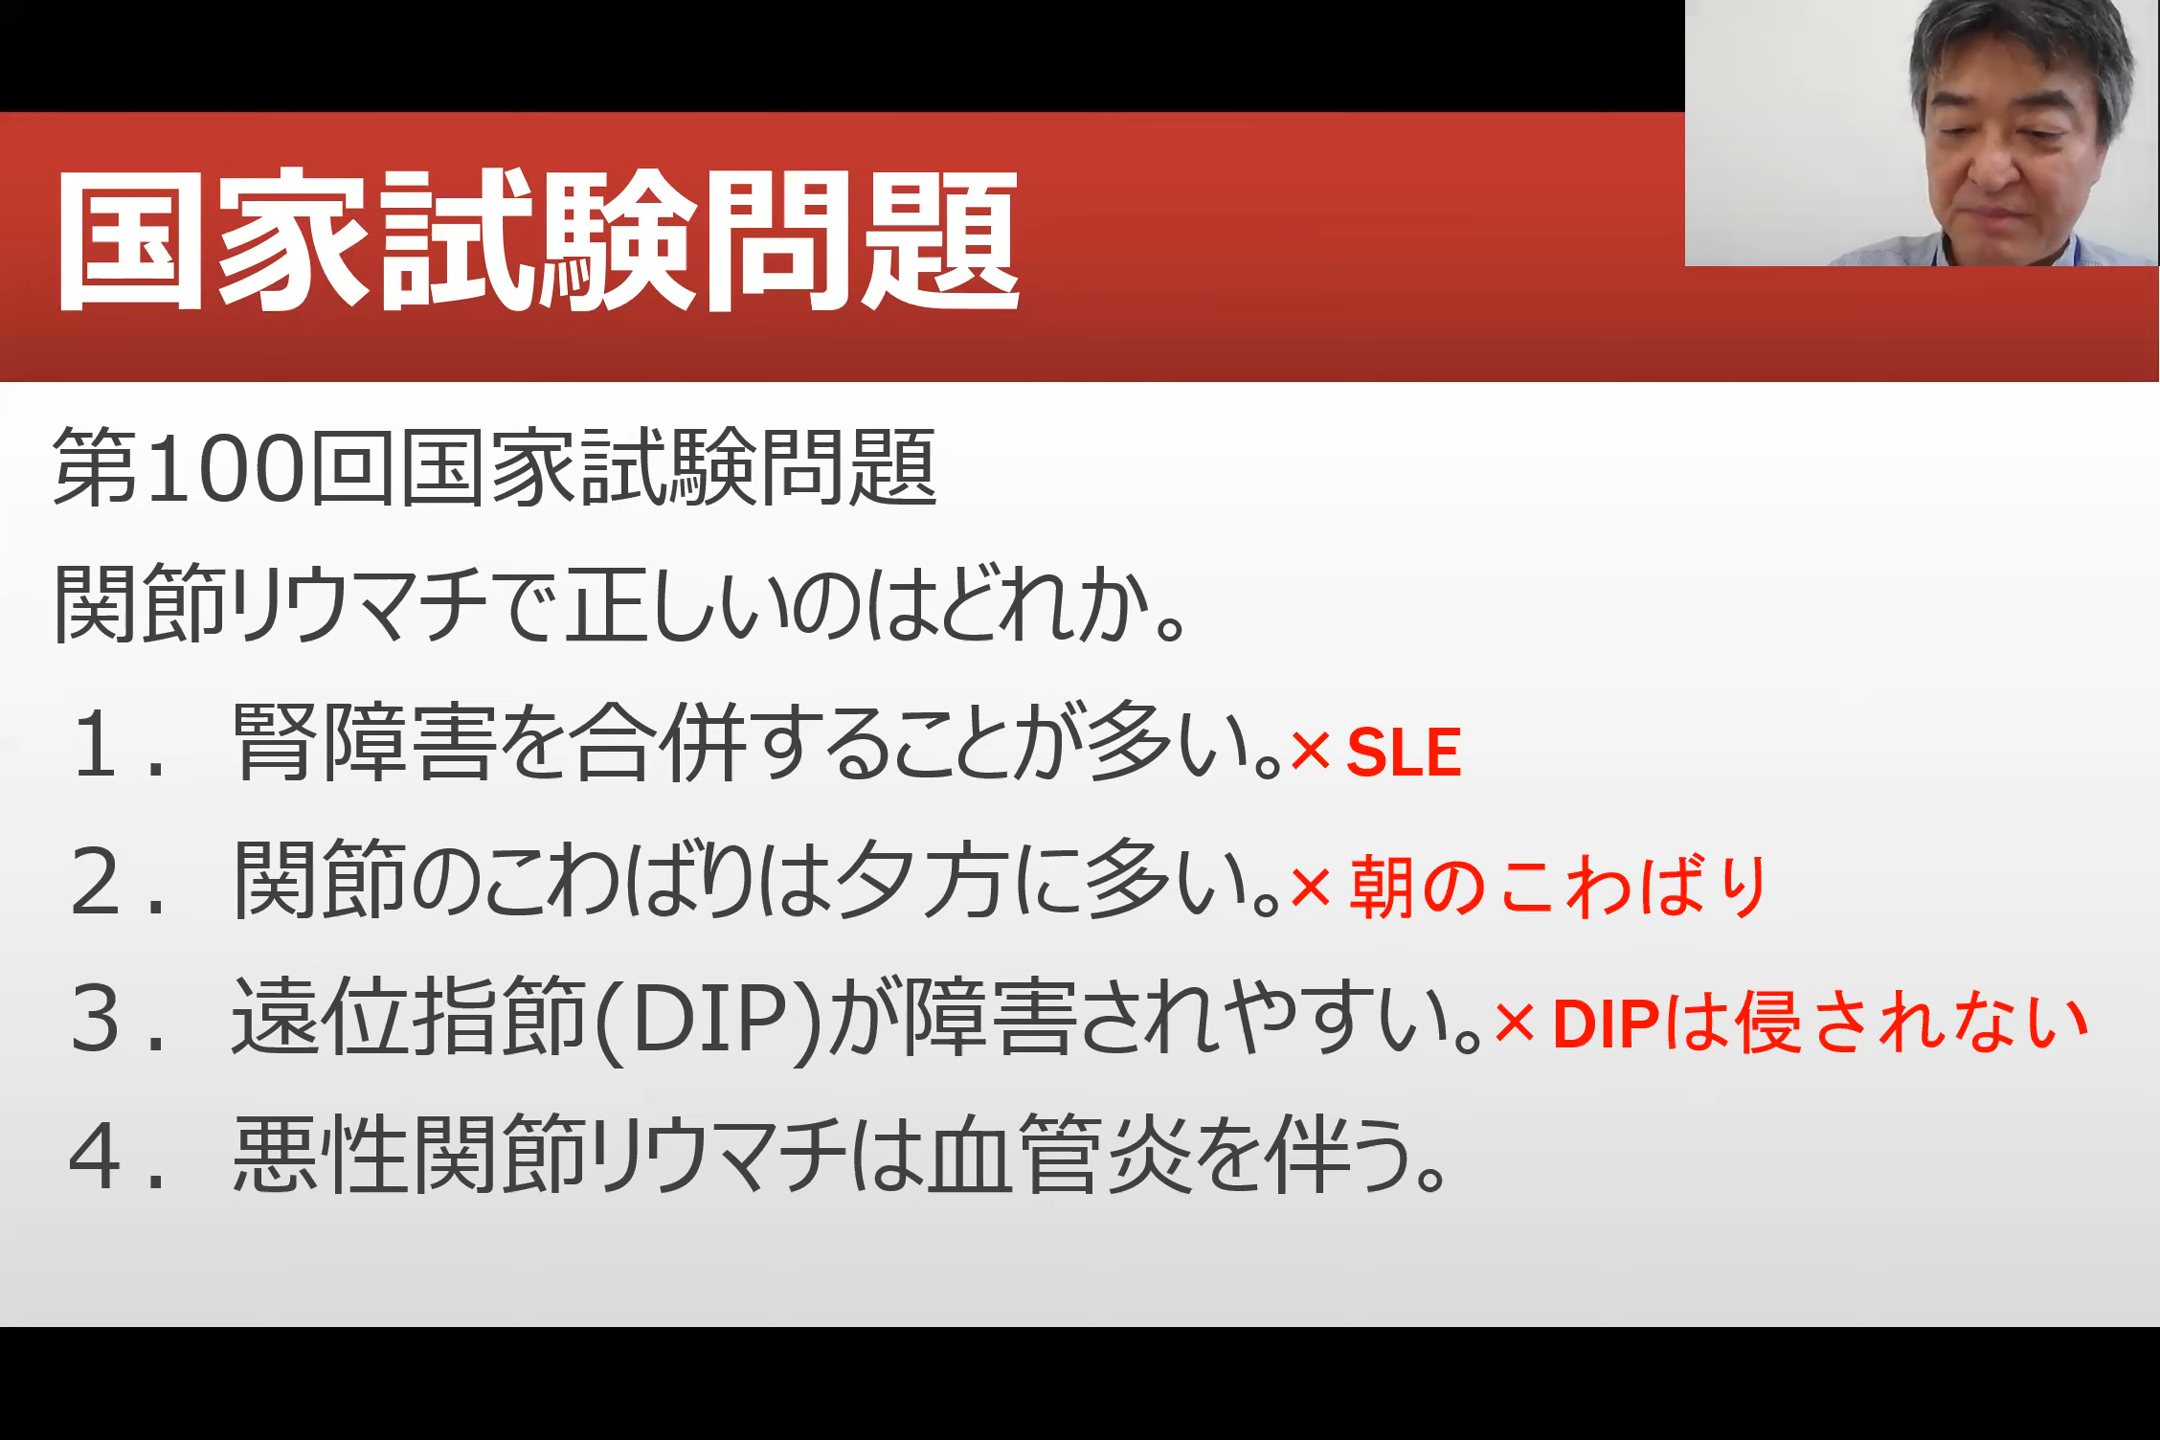 国家試験問題
第100回国家試験問題
関節リウマチで正しいのはどれか。
１．腎障害を合併することが多い。× SLE
２．関節のこわばりは夕方に多い。× 朝のこわばり
３．遠位指節(DIP)が障害されやすい。× DIPは侵されない
４．悪性関節リウマチは血管炎を伴う。